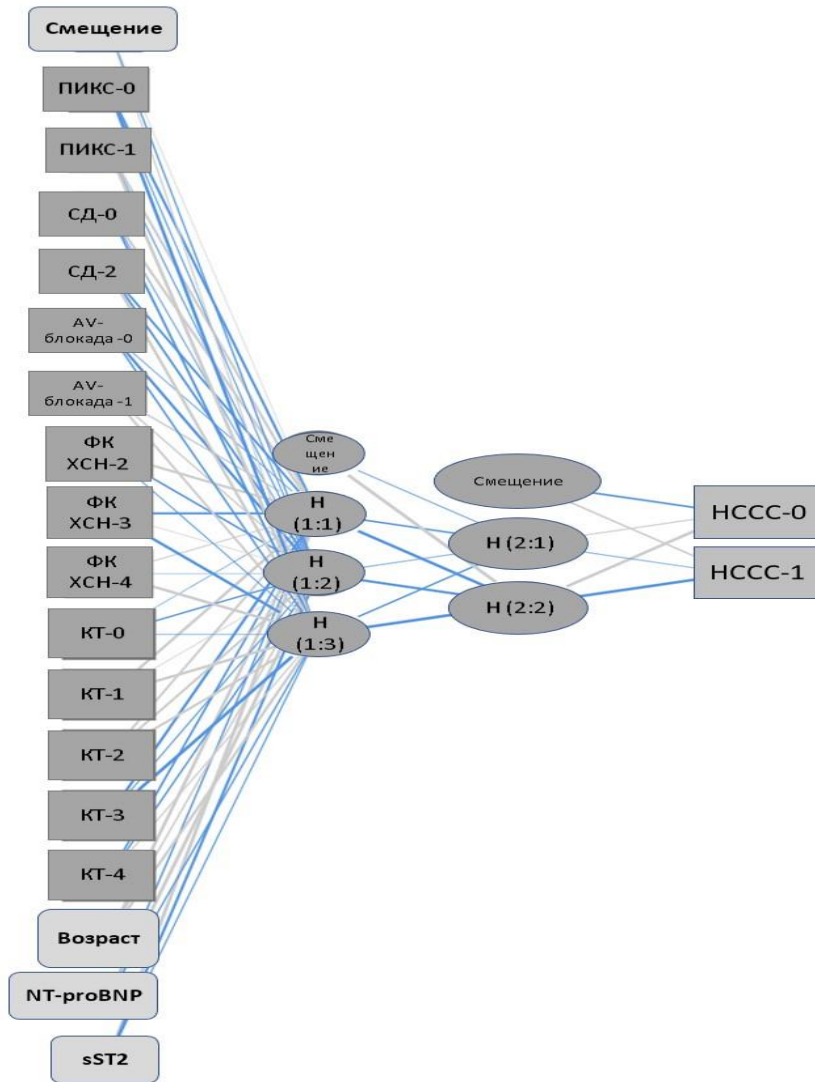 Смещение
ПИКС-0
ПИКС-1
СД-0
СД-2
AV-
блокада -0
AV-
блокада -1
ФК
ХСН-2
ФК
ХСН-3
ФК
ХСН-4
КТ-0
КТ-1
КТ-2
КТ-3
КТ-4
Возраст
NT-proBNP
sST2
Сме
щен
ие
Н
(1:1)
Н
(1:2)
Н
(1:3)
Смещение
Н (2:1)
Н (2:2)
НССС-0
НССС-1